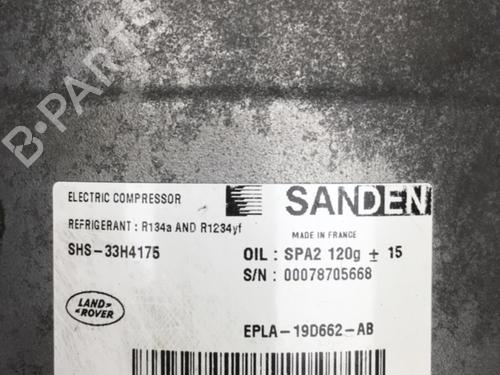 B-PARTS
ELECTRIC COMPRESSOR
SANDEN
REFRIGERANT : R134a AND R1234yf
MADE IN FRANCE
SHS-33H4175
OIL : SPA2 120g ± 15
S/N : 00078705668
LAND-
-ROVER
EPLA-19D662-AB